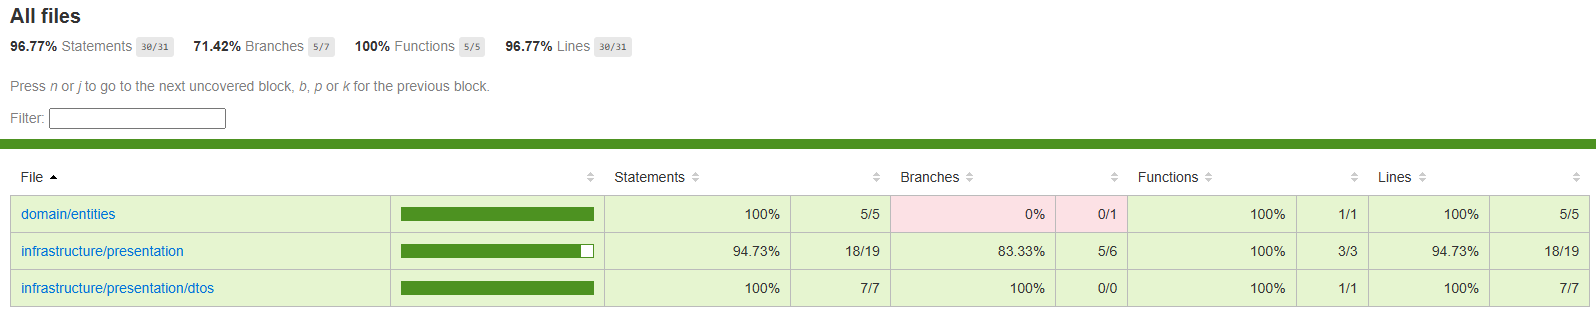 All files
96.77% Statements 30/31 71.42% Branches 5/7 100% Functions 5/5 96.77% Lines 30/31
Press n or j to go to the next uncovered block, b, p or k for the previous block.
Filter:
File Statements Branches Functions Lines
domain/entities 100% 5/5 0% 0/1 100% 1/1 100% 5/5
infrastructure/presentation 94.73% 18/19 83.33% 5/6 100% 3/3 94.73% 18/19
infrastructure/presentation/dtos 100% 7/7 100% 0/0 100% 1/1 100% 7/7